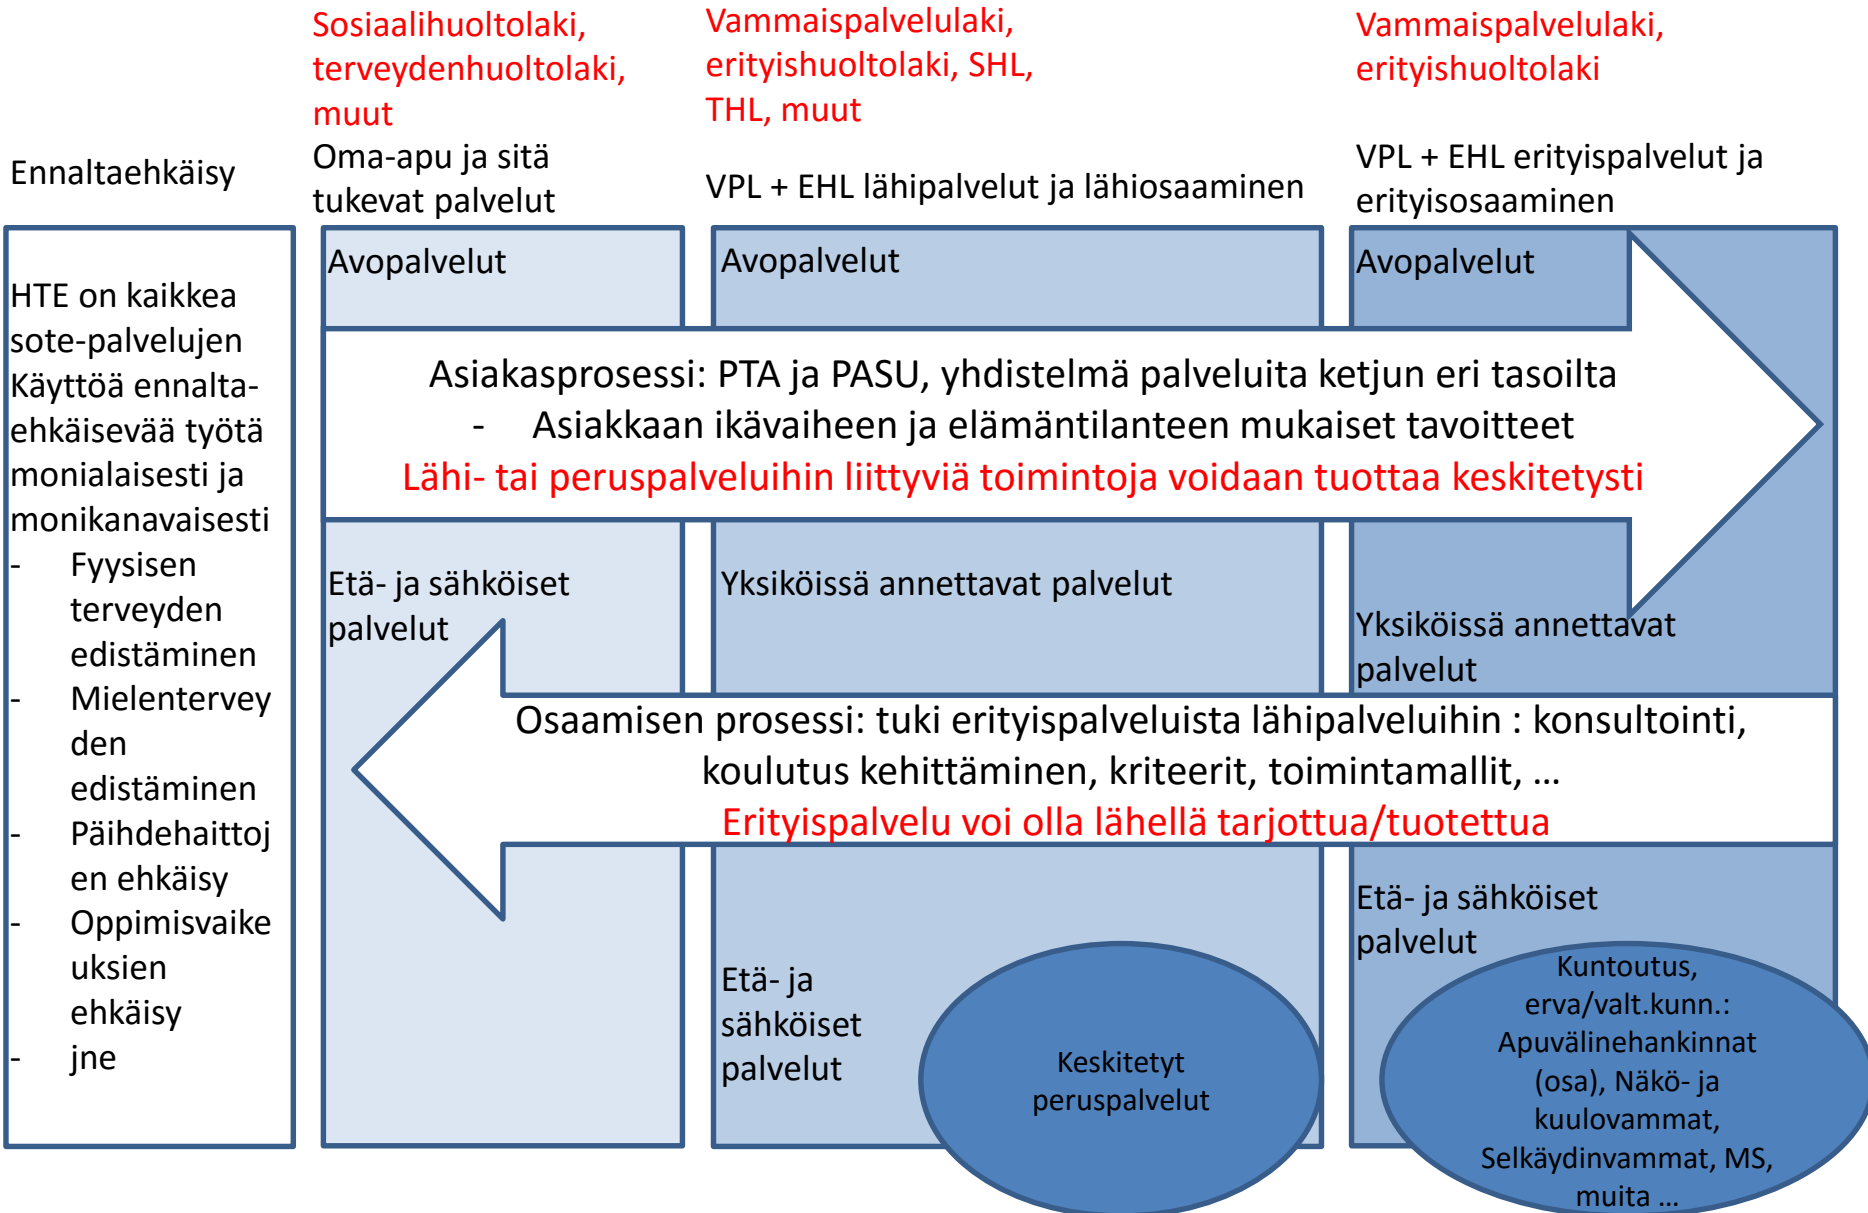 Sosiaalihuoltolaki,
terveydenhuoltolaki,
muut
Vammaispalvelulaki,
erityishuoltolaki, SHL,
THL, muut
Vammaispalvelulaki,
erityishuoltolaki
Ennaltaehkäisy
Oma-apu ja sitä
tukevat palvelut
VPL + EHL lähipalvelut ja lähiosaaminen
VPL + EHL erityispalvelut ja
erityisosaaminen
HTE on kaikkea
sote-palvelujen
Käyttöä ennalta-
ehkäisevää työtä
monialaisesti ja
monikanavaisesti
- Fyysisen
terveyden
edistäminen
- Mielentervey
den
edistäminen
- Päihdehaittoj
en ehkäisy
- Oppimisvaike
uksien
ehkäisy
- jne
Avopalvelut
Avopalvelut
Avopalvelut
Asiakasprosessi: PTA ja PASU, yhdistelmä palveluita ketjun eri tasoilta
- Asiakkaan ikävaiheen ja elämäntilanteen mukaiset tavoitteet
Lähi- tai peruspalveluihin liittyviä toimintoja voidaan tuottaa keskitetysti
Etä- ja sähköiset
palvelut
Yksiköissä annettavat palvelut
Yksiköissä annettavat
palvelut
Osaamisen prosessi: tuki erityispalveluista lähipalveluihin : konsultointi,
koulutus kehittäminen, kriteerit, toimintamallit, …
Erityispalvelu voi olla lähellä tarjottua/tuotettua
Etä- ja
sähköiset
palvelut
Keskitetyt
peruspalvelut
Etä- ja sähköiset
palvelut
Kuntoutus,
erva/valt.kunn.:
Apuvälinehankinnat
(osa), Näkö- ja
kuulovammat,
Selkäydinvammat, MS,
muita …